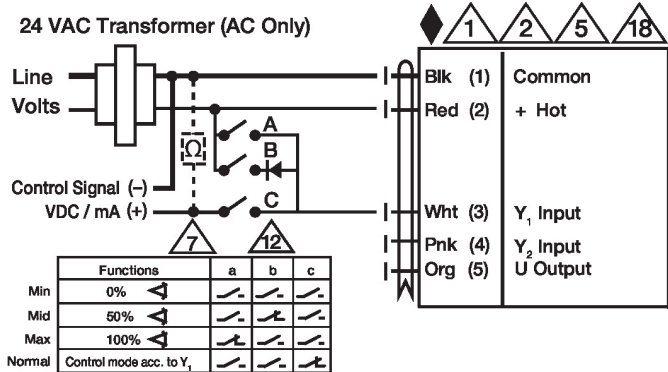 24 VAC Transformer (AC Only)
1 2 5 18
Line
Volts
Blk (1) Common
Red (2) + Hot
A
B
C
Ω
Control Signal (–)
VDC / mA (+)
Wht (3) Y1 Input
Pnk (4) Y2 Input
Org (5) U Output
7 12
Functions a b c
Min 0%
Mid 50%
Max 100%
Normal Control mode acc. to Y1